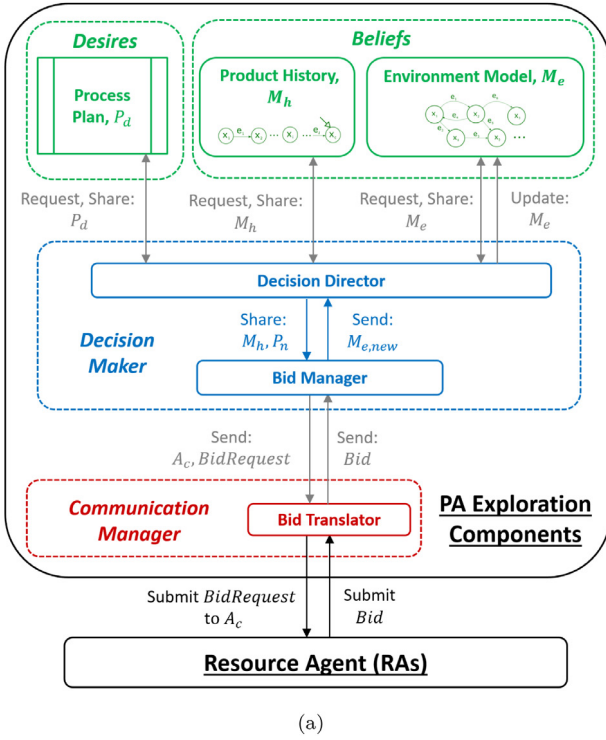 Desires
Beliefs
Process
Plan, P_d
Product History,
M_h
Environment Model, M_e
Request, Share:
P_d
Request, Share:
M_h
Request, Share:
M_e
Update:
M_e
Decision Director
Decision
Maker
Share:
M_h, P_n
Send:
M_{e,new}
Bid Manager
Send:
A_c, BidRequest
Send:
Bid
Communication
Manager
Bid Translator
PA Exploration
Components
Submit BidRequest
to A_c
Submit
Bid
Resource Agent (RAs)
(a)